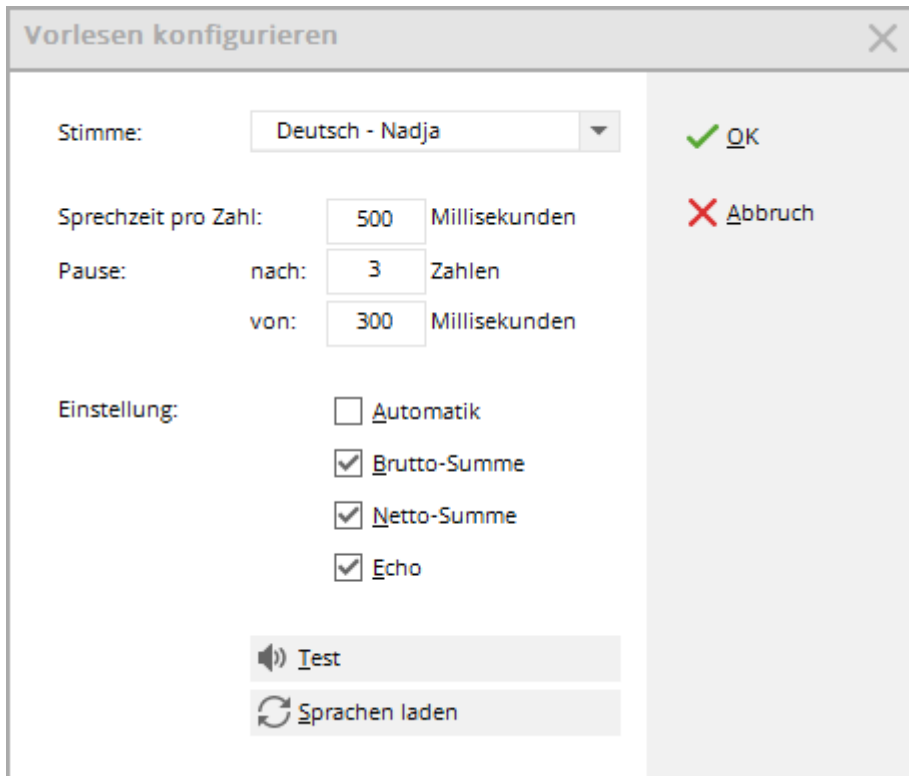 Vorlesen konfigurieren
Stimme: Deutsch - Nadja
OK
Sprechzeit pro Zahl: 500 Millisekunden
Abbruch
Pause: nach: 3 Zahlen
von: 300 Millisekunden
Einstellung: Automatik
Brutto-Summe
Netto-Summe
Echo
Test
Sprachen laden